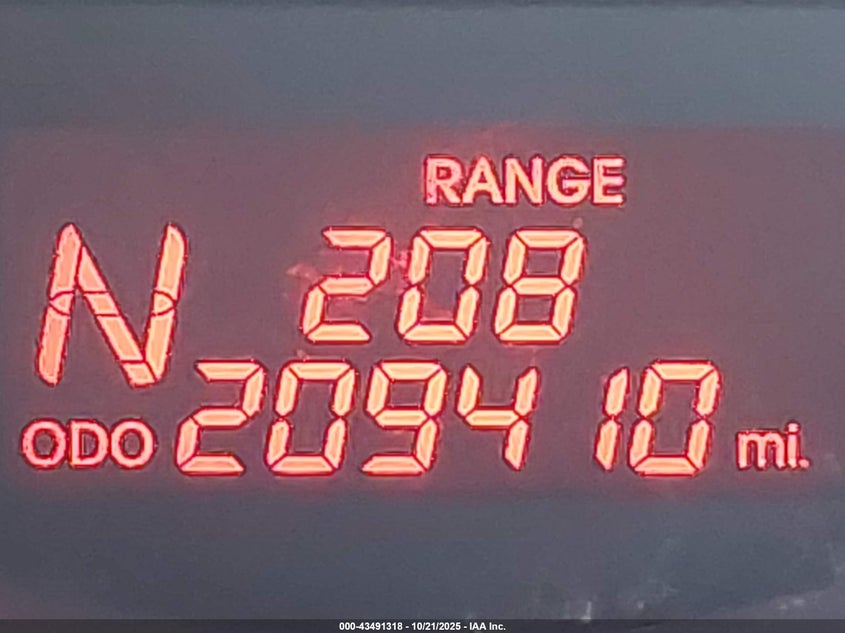 RANGE
N 208
ODO 209410 mi.
000-43491318 - 10/21/2025 - IAA Inc.